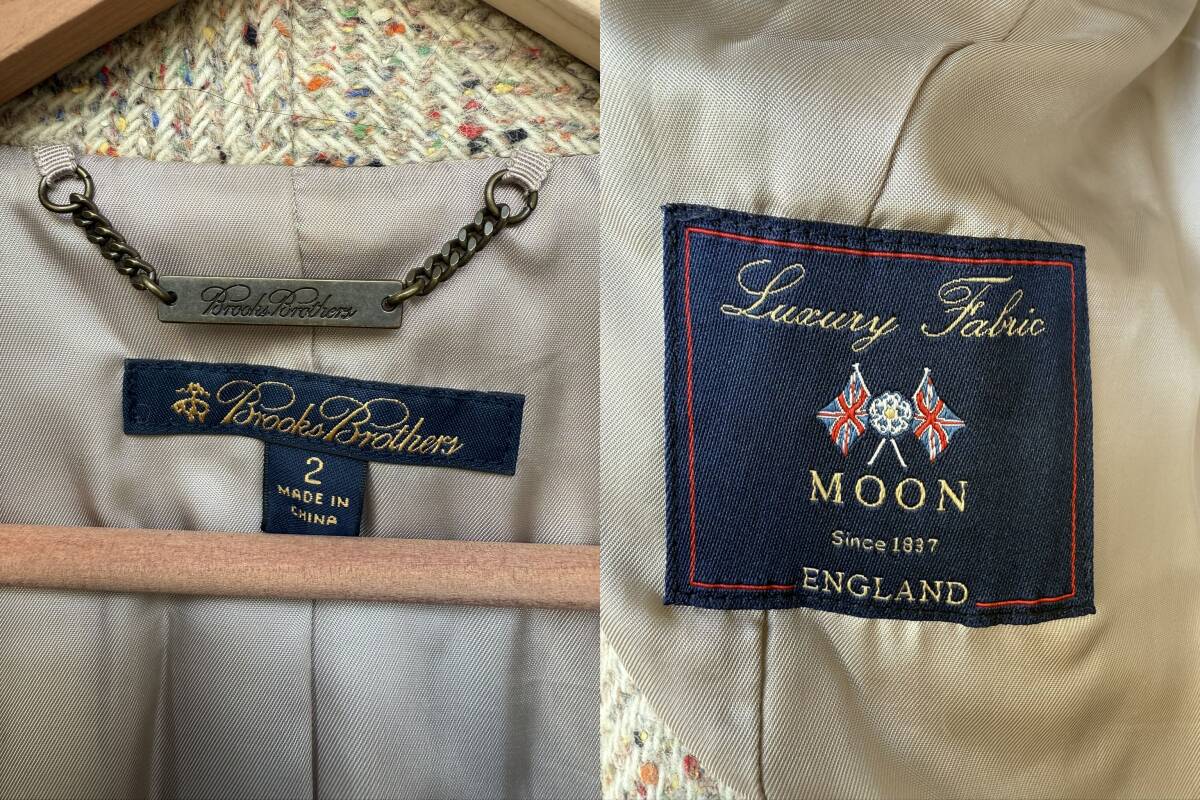 Brooks Brothers
Brooks Brothers
2
MADE IN
CHINA
Luxury Fabric
MOON
Since 1837
ENGLAND